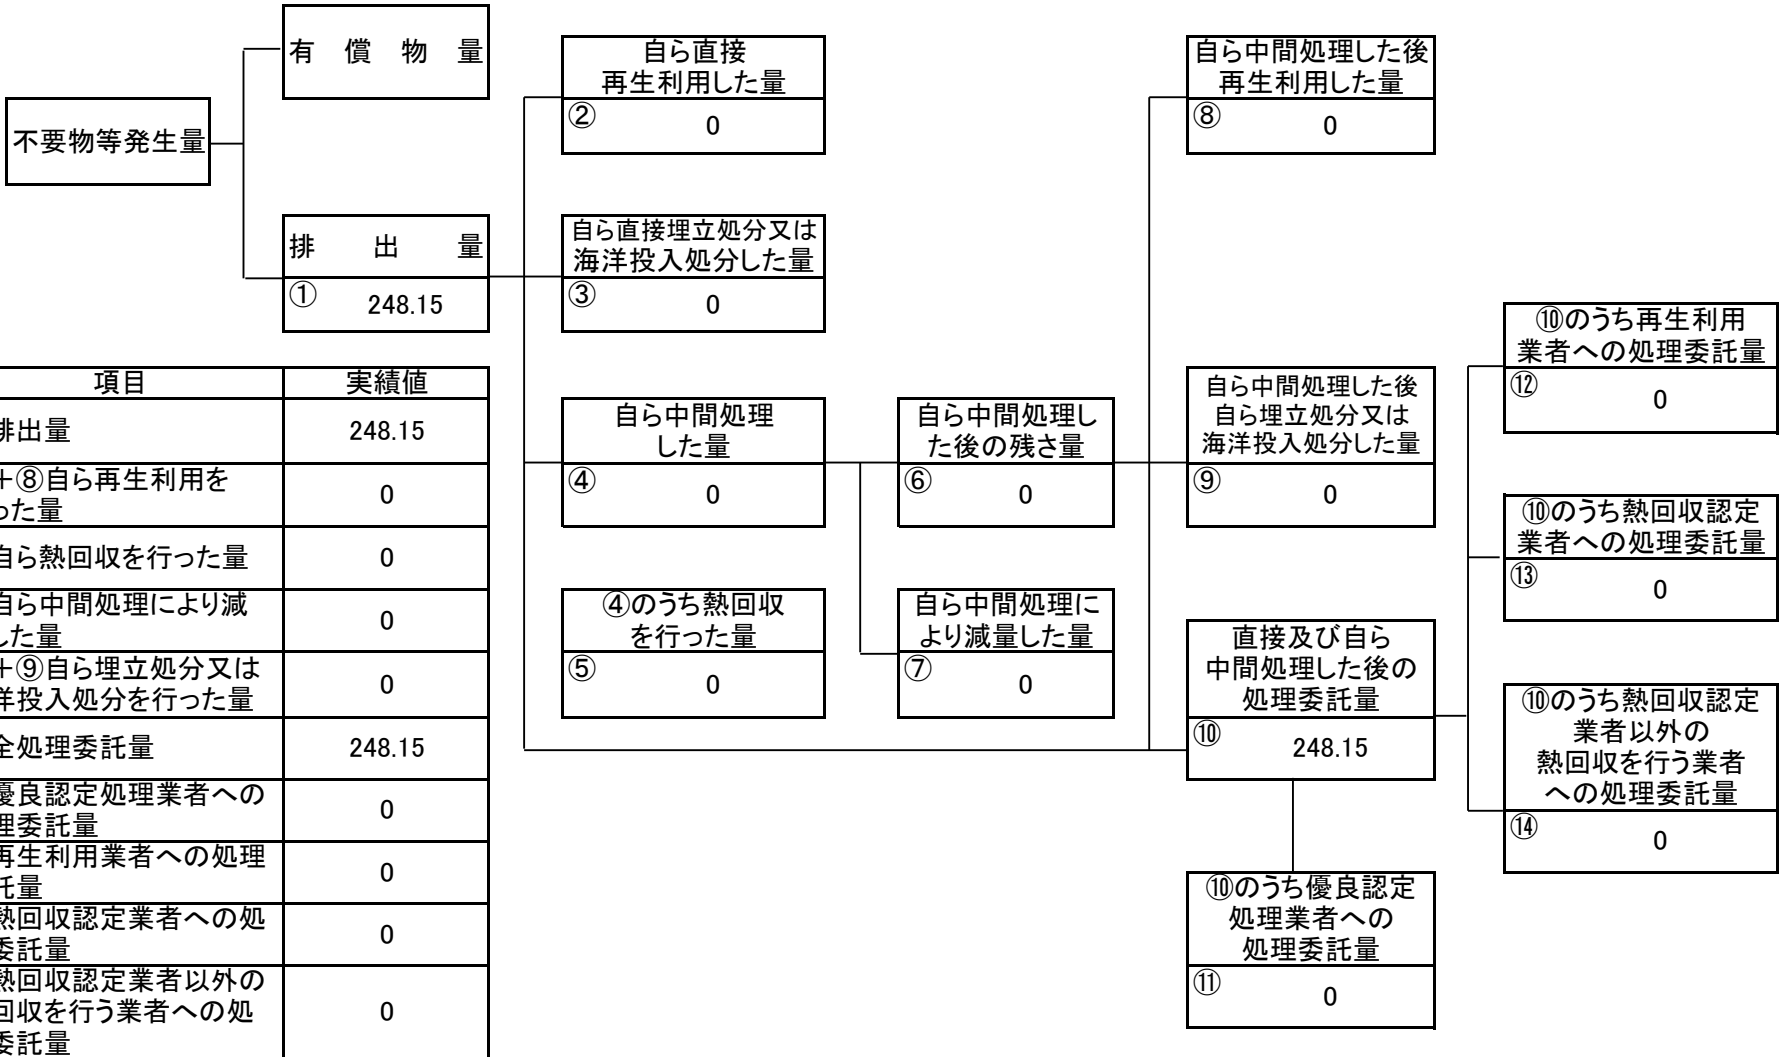 有 償 物 量
不要物等発生量
排 出 量
① 248.15
自ら直接
再生利用した量
② 0
自ら直接埋立処分又は
海洋投入処分した量
③ 0
自ら中間処理
した量
④ 0
④のうち熱回収
を行った量
⑤ 0
自ら中間処理し
た後の残さ量
⑥ 0
自ら中間処理に
より減量した量
⑦ 0
自ら中間処理した後
再生利用した量
⑧ 0
自ら中間処理した後
自ら埋立処分又は
海洋投入処分した量
⑨ 0
直接及び自ら
中間処理した後の
処理委託量
⑩ 248.15
⑩のうち優良認定
処理業者への
処理委託量
⑪ 0
⑩のうち再生利用
業者への処理委託量
⑫ 0
⑩のうち熱回収認定
業者への処理委託量
⑬ 0
⑩のうち熱回収認定
業者以外の
熱回収を行う業者
への処理委託量
⑭ 0
項目 実績値
排出量 248.15
＋⑧自ら再生利用を
った量 0
自ら熱回収を行った量 0
自ら中間処理により減
した量 0
＋⑨自ら埋立処分又は
洋投入処分を行った量 0
全処理委託量 248.15
優良認定処理業者への
理委託量 0
再生利用業者への処理
託量 0
熱回収認定業者への処
委託量 0
熱回収認定業者以外の
回収を行う業者への処
委託量 0